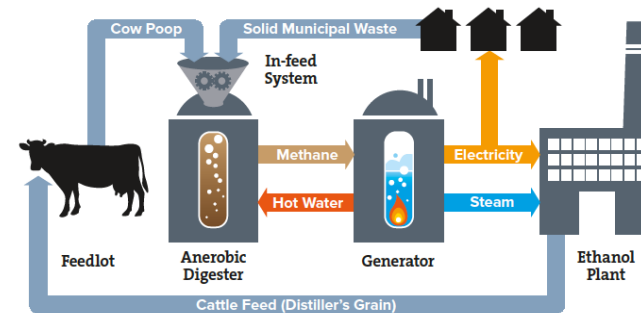 Cow Poop
Solid Municipal Waste
In-feed
System
Methane
Electricity
Hot Water
Steam
Feedlot
Anerobic
Digester
Generator
Ethanol
Plant
Cattle Feed (Distiller's Grain)